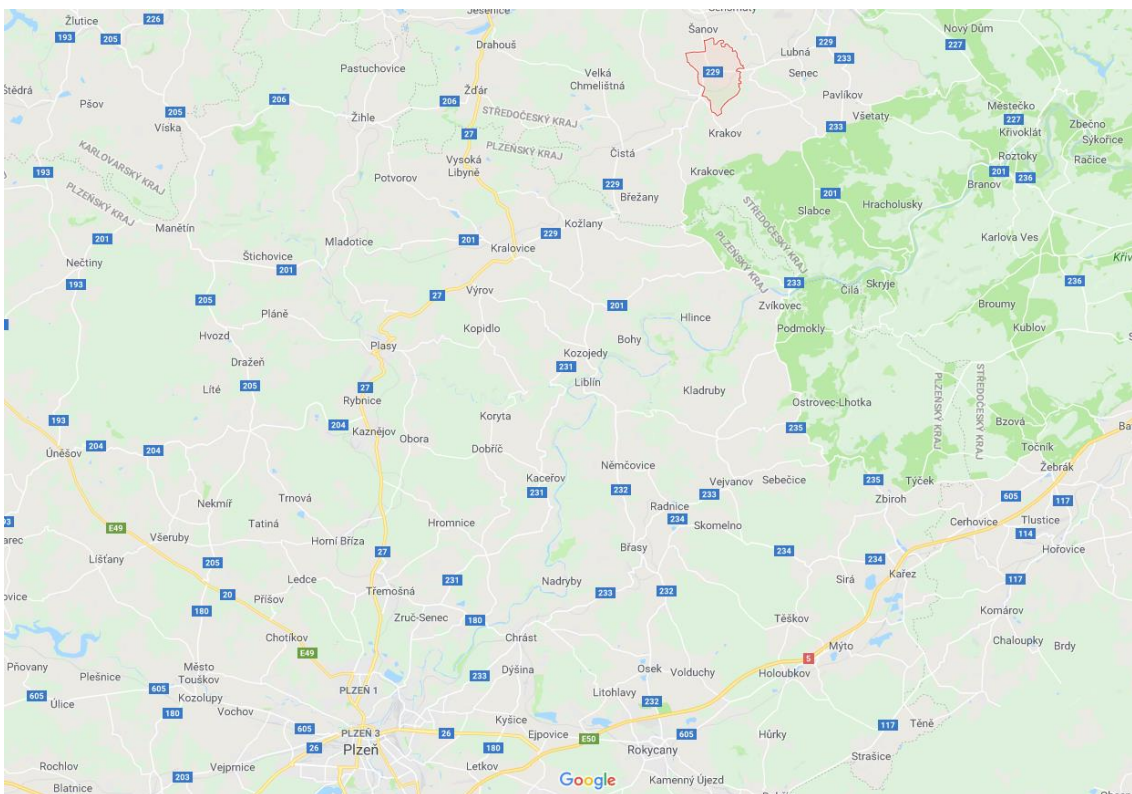 Jesenice
Žlutice
226
193
205
Drahouš
Šanov
229
Lubná
229
233
Senec
Nový Dům
227
Pastuchovice
Velká
Chmelištná
Štědrá
Pšov
205
Víska
206
Žihle
206
Žďár
STŘEDOČESKÝ KRAJ
27
PLZEŇSKÝ KRAJ
Pavlíkov
Všetaty
233
Městečko
227
Křivoklát
Zbečno
Sýkořice
Krakov
KARLOVARSKÝ KRAJ
193
PLZEŇSKÝ KRAJ
Vysoká
Libyně
Čistá
Potvorov
229
Břežany
Krakovec
Roztoky
Račice
201
236
Branov
201
Slabce
Hracholusky
STŘEDOČESKÝ KRAJ
PLZEŇSKÝ KRAJ
Manětín
201
Mladotice
201
229
Kožlany
Kralovice
Karlova Ves
Nečtiny
193
Štichovice
201
236
233
Čilá
Skryje
Zvíkovec
205
27
Výrov
201
Pláně
Hlince
Broumy
Kublov
Hvozd
Kopidlo
Bohy
Podmokly
Plasy
Kozojedy
231
Liblín
Dražeň
Líté
205
27
Rybnice
Kladruby
PLZEŇSKÝ KRAJ
STŘEDOČESKÝ KRAJ
Ostrovec-Lhotka
193
204
Kaznějov
Obora
Koryta
235
Bzová
204
204
Úněšov
Dobříč
Točník
Žebrák
Němčovice
Kaceřov
231
232
Vejvanov
233
Sebečice
235
Týček
Zbiroh
605
117
Nekmíř
Trnová
Radnice
234
Skomelno
Cerhovice
Tlustice
114
E49
Všeruby
Tatiná
Hromnice
Líšťany
Horní Bříza
27
Břasy
234
234
Hořovice
205
Ledce
231
Nadryby
Sirá
Kařez
117
20
Příšov
Třemošná
233
232
180
Zruč-Senec
180
Těškov
Komárov
Chotíkov
Chrást
E49
5
Mýto
Chaloupky
Brdy
Pňovany
Plešnice
Město
Touškov
233
Dýšina
Osek
Volduchy
Holoubkov
605
605
Kozolupy
PLZEŇ 1
Litohlavy
232
Úlice
180
Vochov
605
PLZEŇ 3
26
Kyšice
Těně
117
26
Plzeň
180
Ejpovice
E50
605
Hůrky
Rokycany
Strašice
Rochlov
203
Vejprnice
Letkov
Google
Kamenný Újezd
Blatnice